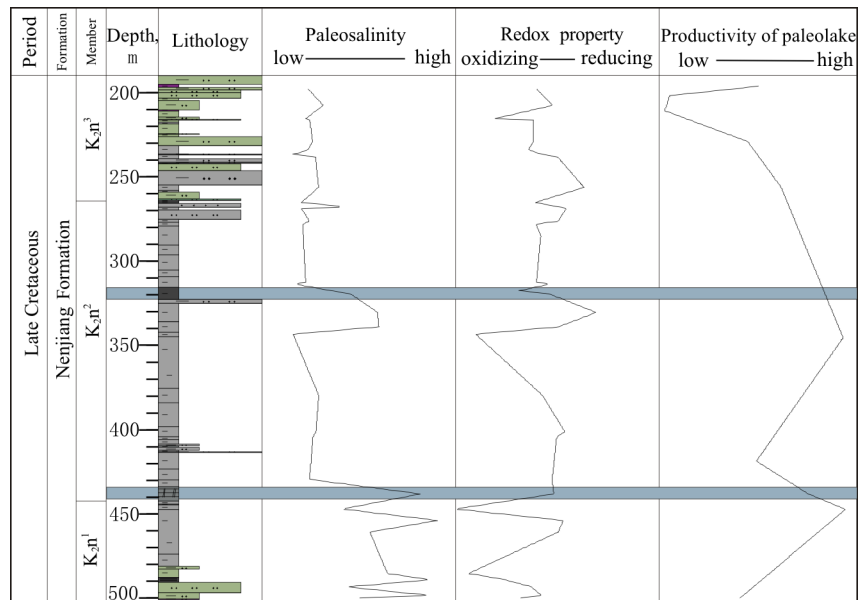 Period
Formation
Member
Depth,
m
Lithology
Paleosalinity
low high
Redox property
oxidizing reducing
Productivity of paleolake
low high
Late Cretaceous
Nenjiang Formation
K₂n³
K₂n²
K₂n¹
200
250
300
350
400
450
500